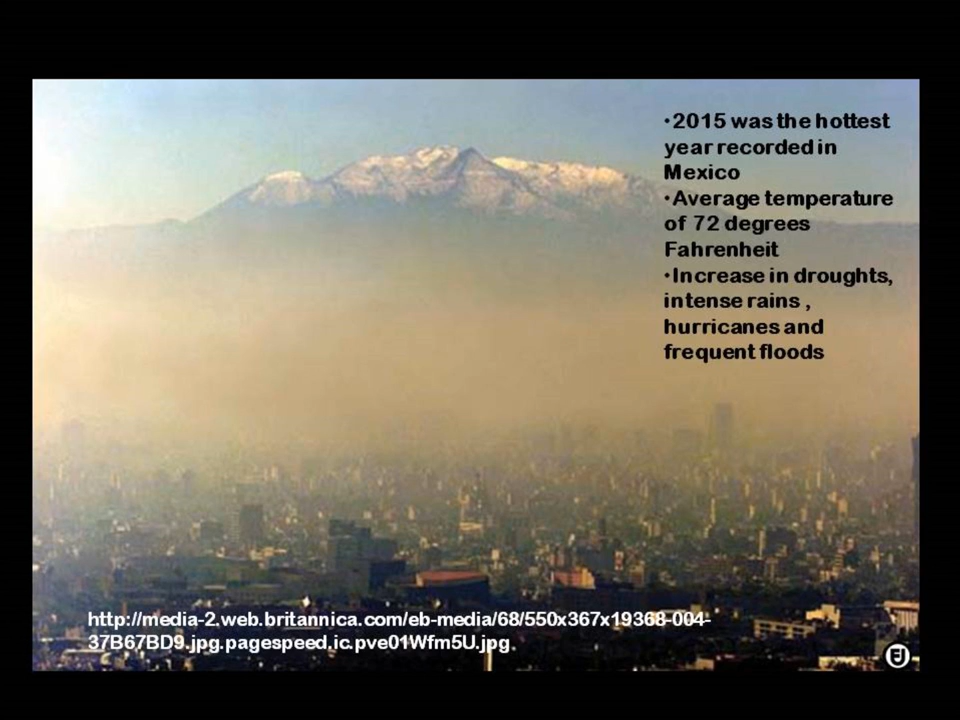 •2015 was the hottest
year recorded in
Mexico
•Average temperature
of 72 degrees
Fahrenheit
•Increase in droughts,
intense rains ,
hurricanes and
frequent floods
http://media-2.web.britannica.com/eb-media/68/550x367x19368-004-
37B67BD9.jpg.pagespeed.ic.pve01Wfm5U.jpg